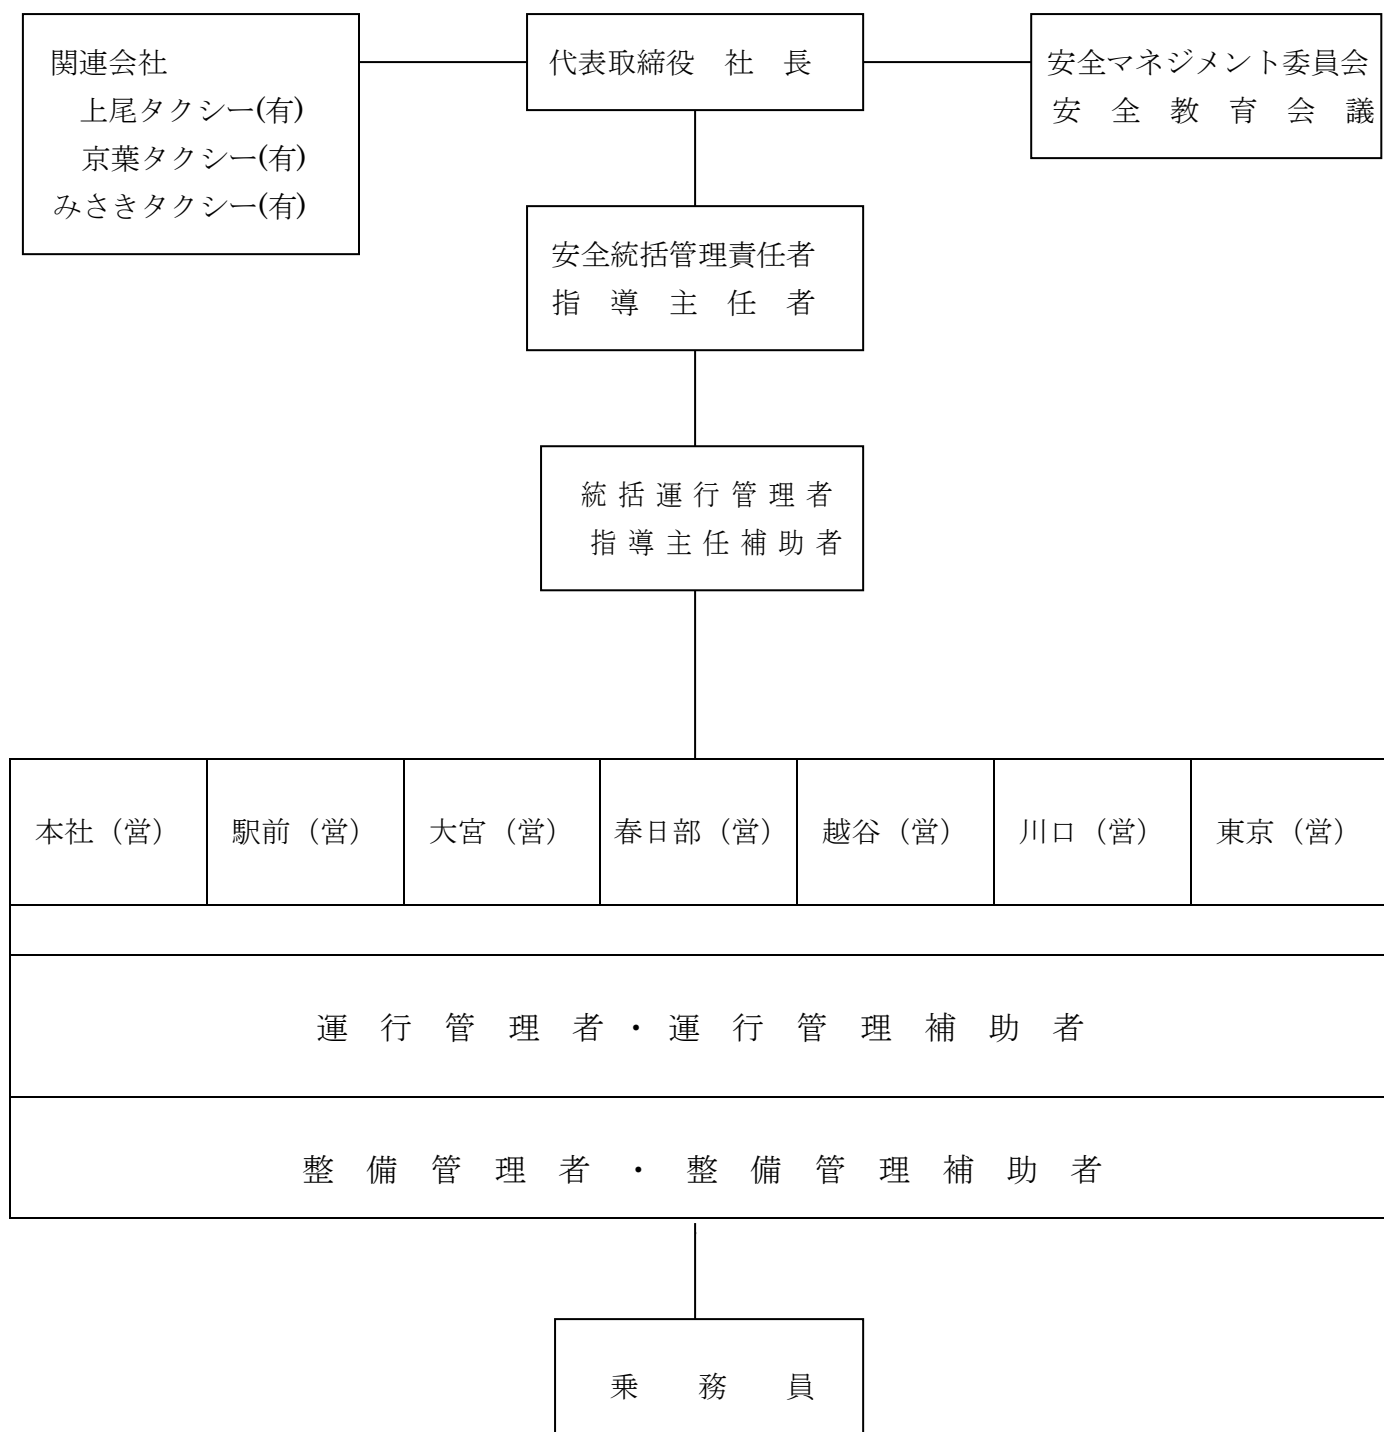 関連会社
上尾タクシー(有)
京葉タクシー(有)
みさきタクシー(有)
代表取締役 社 長
安全マネジメント委員会
安 全 教 育 会 議
安全統括管理責任者
指 導 主 任 者
統 括 運 行 管 理 者
指 導 主 任 補 助 者
本社（営）
駅前（営）
大宮（営）
春日部（営）
越谷（営）
川口（営）
東京（営）
運 行 管 理 者 ・ 運 行 管 理 補 助 者
整 備 管 理 者 ・ 整 備 管 理 補 助 者
乗 務 員